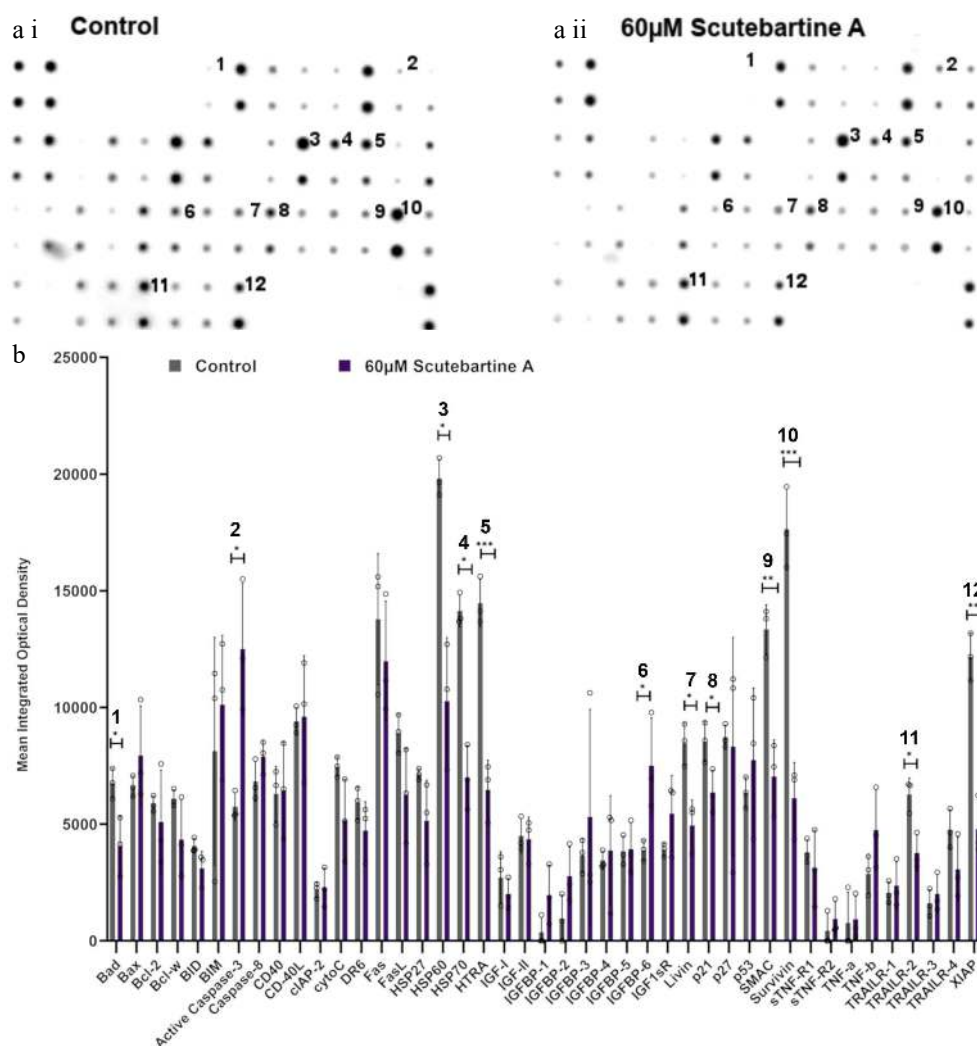 a i Control
a ii 60µM Scutebartine A
1 2
3 4 5
6 7 8 9 10
11 12
1 2
3 4 5
6 7 8 9 10
11 12
b
Control 60µM Scutebartine A
Mean Integrated Optical Density
25000
20000
15000
10000
5000
0
1
*
2
*
3
*
4
*
5
***
6
*
7
*
8
*
9
**
10
***
11
*
12
**
Bad
Bax
Bcl-2
Bcl-w
BID
BIM
Active Caspase-3
Caspase-8
CD40
CD-40L
cIAP-2
cytoC
DR6
Fas
FasL
HSP27
HSP60
HSP70
HTRA
IGF-I
IGF-II
IGFBP-1
IGFBP-2
IGFBP-3
IGFBP-4
IGFBP-5
IGFBP-6
IGF1sR
Livin
p21
p27
p53
SMAC
Survivin
sTNF-R1
sTNF-R2
TNF-a
TNF-b
TRAILR-1
TRAILR-2
TRAILR-3
TRAILR-4
XIAP